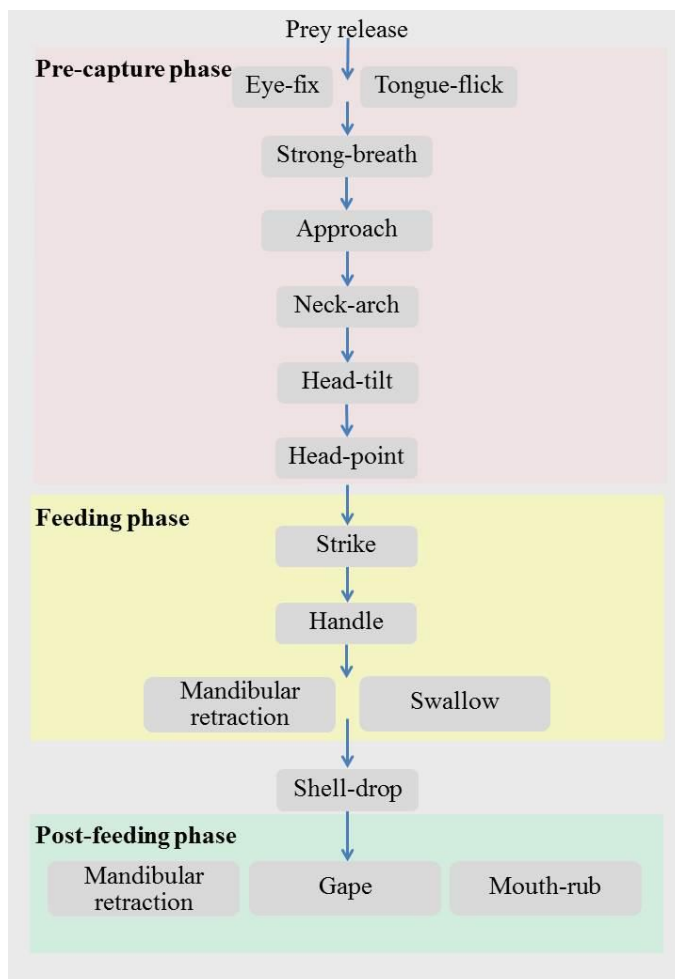 Prey release
Pre-capture phase
Eye-fix
Tongue-flick
Strong-breath
Approach
Neck-arch
Head-tilt
Head-point
Feeding phase
Strike
Handle
Mandibular
retraction
Swallow
Shell-drop
Post-feeding phase
Mandibular
retraction
Gape
Mouth-rub